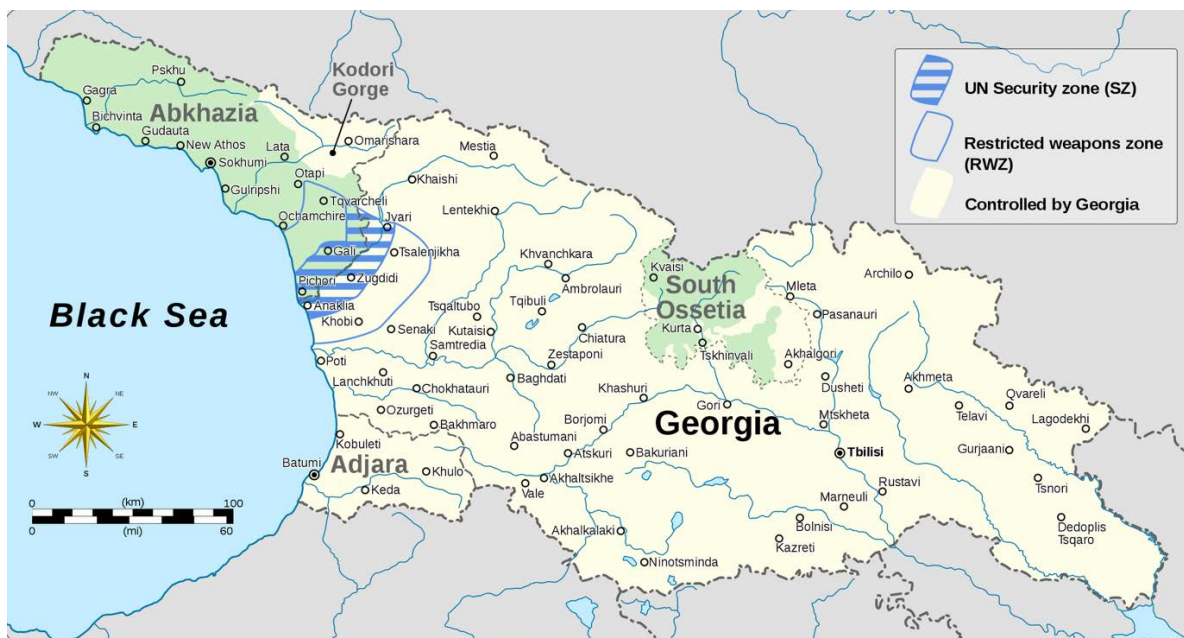 Pskhu
Kodori
Gorge
Gagra
Abkhazia
Bichvinta
Gudauta
New Athos
Omarishara
Lata
Mestia
Sokhumi
Otapi
Khaishi
Gulripshi
Tqvarcheli
Lentekhi
Ochamchire
Jvari
Gali
Tsalenjikha
Khvanchkara
Kvaisi
Archilo
Pichori
Zugdidi
Ambrolauri
South
Ossetia
Mleta
Anaklia
Tsqaltubo
Tqibuli
Pasanauri
Black Sea
Khobi
Senaki
Kutaisi
Chiatura
Kurta
Samtredia
Tskhinvali
Poti
Zestaponi
Akhalgori
Lanchkhuti
Chokhatauri
Baghdati
Khashuri
Dusheti
Akhmeta
Qvareli
Ozurgeti
Borjomi
Georgia
Gori
Mtskheta
Telavi
Lagodekhi
Bakhmaro
Kobuleti
Abastumani
Atskuri
Bakuriani
Tbilisi
Gurjaani
Batumi
Adjara
Khulo
Keda
Vale
Akhaltsikhe
Rustavi
Tsnori
Marneuli
Akhalkalaki
Bolnisi
Dedoplis
Tsqaro
Kazreti
Ninotsminda
UN Security zone (SZ)
Restricted weapons zone
(RWZ)
Controlled by Georgia
N
NW
NE
W
E
SW
SE
S
0 (km) 100
0 (mi) 60